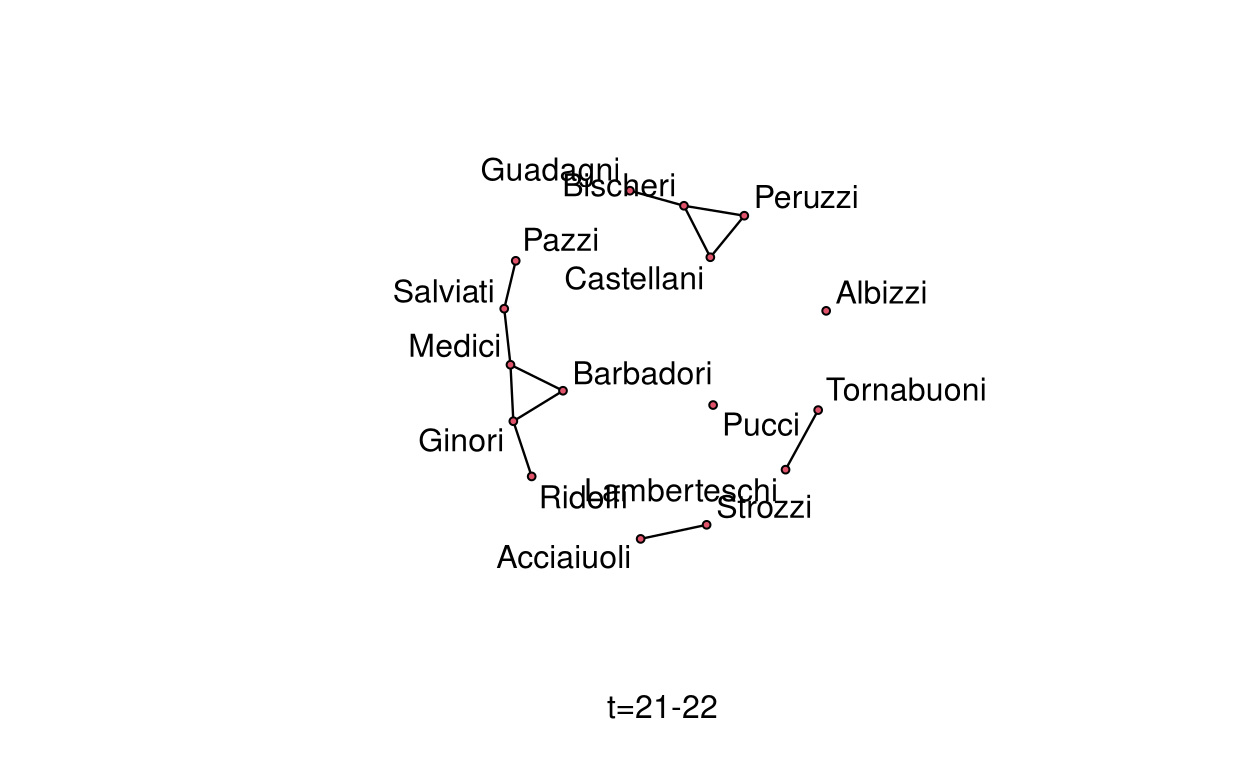 Guadagni
Bischeri
Peruzzi
Pazzi
Castellani
Salviati
Albizzi
Medici
Barbadori
Tornabuoni
Pucci
Ginori
Lamberteschi
Ridolfi
Strozzi
Acciaiuoli
t=21-22